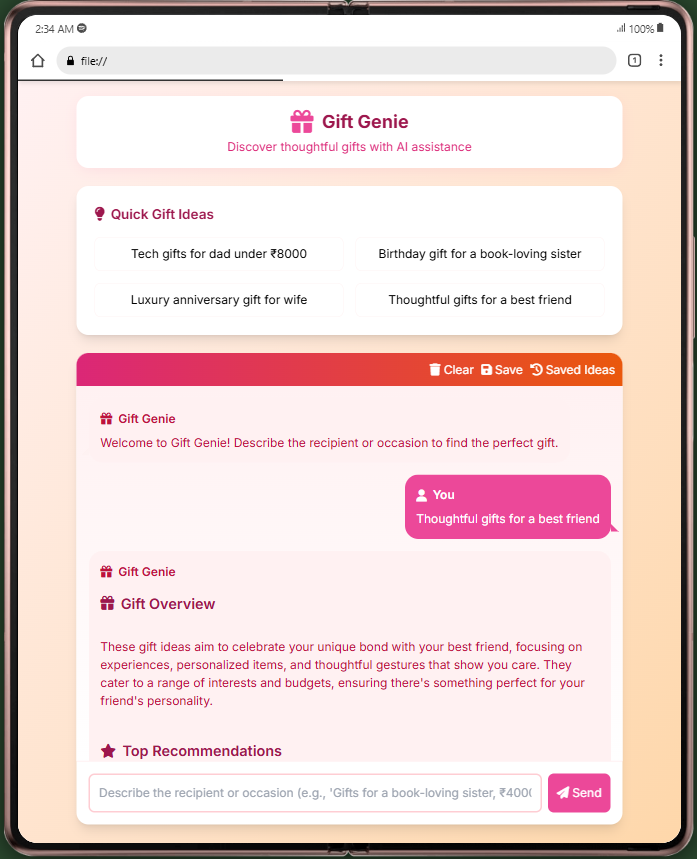 2:34 AM
100%
file://
1
Gift Genie
Discover thoughtful gifts with AI assistance
Quick Gift Ideas
Tech gifts for dad under ₹8000
Birthday gift for a book-loving sister
Luxury anniversary gift for wife
Thoughtful gifts for a best friend
Clear Save Saved Ideas
Gift Genie
Welcome to Gift Genie! Describe the recipient or occasion to find the perfect gift.
You
Thoughtful gifts for a best friend
Gift Genie
Gift Overview
These gift ideas aim to celebrate your unique bond with your best friend, focusing on
experiences, personalized items, and thoughtful gestures that show you care. They
cater to a range of interests and budgets, ensuring there's something perfect for your
friend's personality.
Top Recommendations
Describe the recipient or occasion (e.g., 'Gifts for a book-loving sister, ₹400
Send